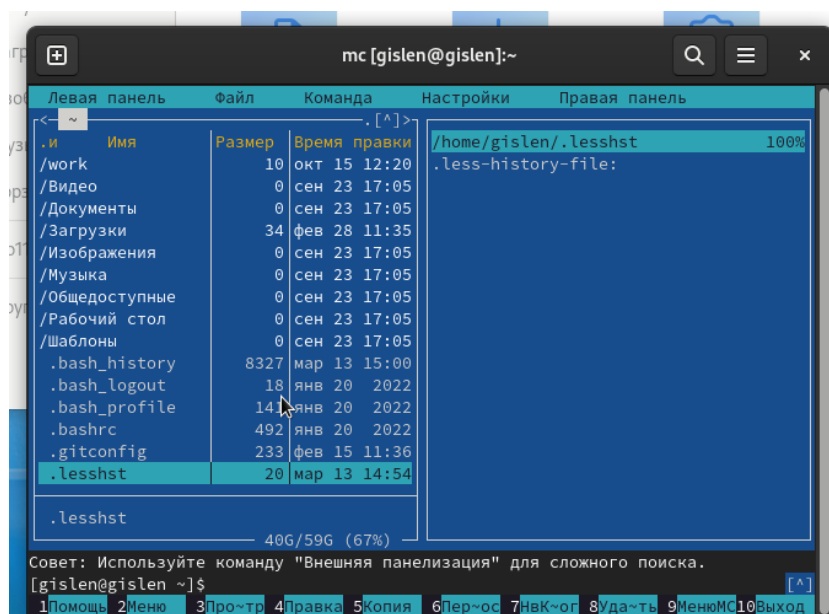 mc [gislen@gislen]:~
Левая панель Файл Команда Настройки Правая панель
<— ~ .[^]>
.и Имя Размер Время правки
/work 10 окт 15 12:20
/Видео 0 сен 23 17:05
/Документы 0 сен 23 17:05
/Загрузки 34 фев 28 11:35
/Изображения 0 сен 23 17:05
/Музыка 0 сен 23 17:05
/Общедоступные 0 сен 23 17:05
/Рабочий стол 0 сен 23 17:05
/Шаблоны 0 сен 23 17:05
.bash_history 8327 мар 13 15:00
.bash_logout 18 янв 20 2022
.bash_profile 141 янв 20 2022
.bashrc 492 янв 20 2022
.gitconfig 233 фев 15 11:36
.lesshst 20 мар 13 14:54
.lesshst
40G/59G (67%)
/home/gislen/.lesshst 100%
.less-history-file:
Совет: Используйте команду "Внешняя панелизация" для сложного поиска.
[gislen@gislen ~]$ [^]
1Помощь 2Меню 3Про~тр 4Правка 5Копия 6Пер~ос 7НвК~ог 8Уда~ть 9МенюMC 10Выход